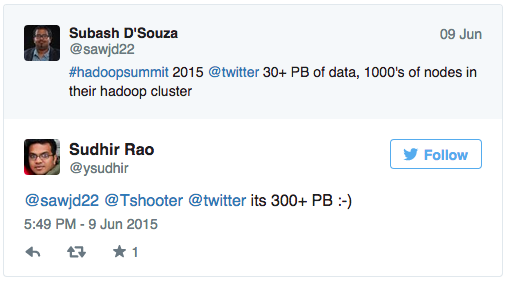 Subash D'Souza
09 Jun
@sawjd22
#hadoopsummit 2015 @twitter 30+ PB of data, 1000's of nodes in
their hadoop cluster
Sudhir Rao
Follow
@ysudhir
@sawjd22 @Tshooter @twitter its 300+ PB :-)
5:49 PM - 9 Jun 2015
1